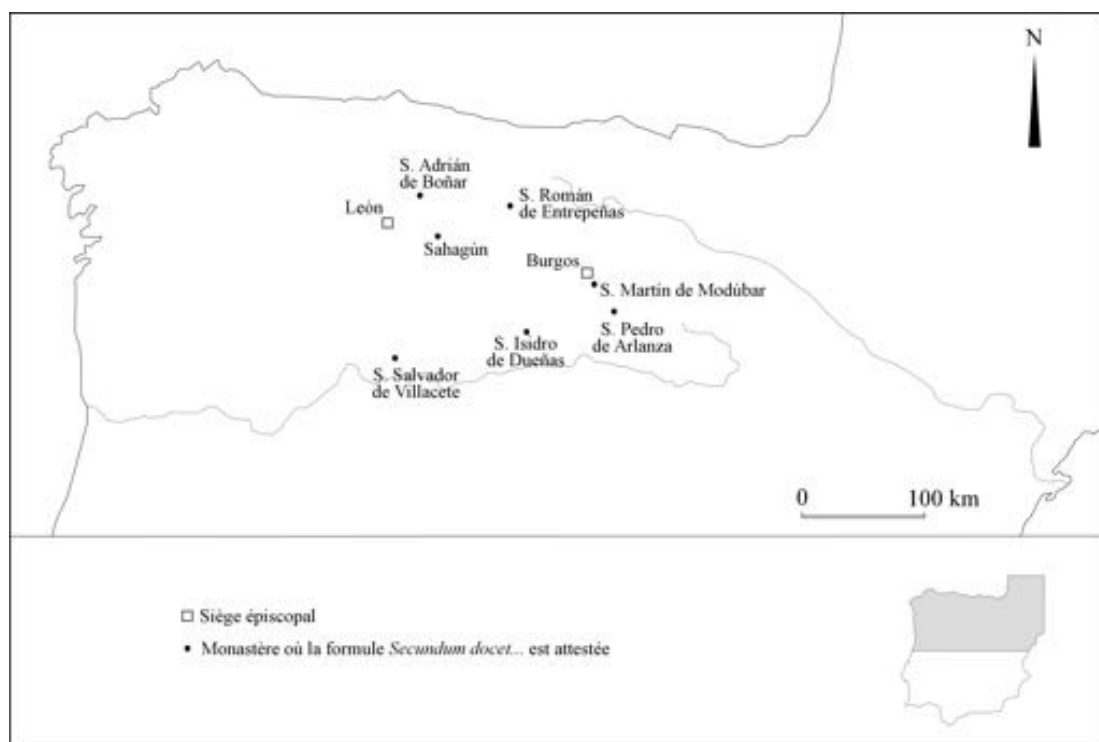 N
S. Adrián
de Boñar
S. Román
de Entrepeñas
León
Sahagún
Burgos
S. Martín de Modúbar
S. Pedro
de Arlanza
S. Isidro
de Dueñas
S. Salvador
de Villacete
0 100 km
Siège épiscopal
Monastère où la formule Secundum docet... est attestée